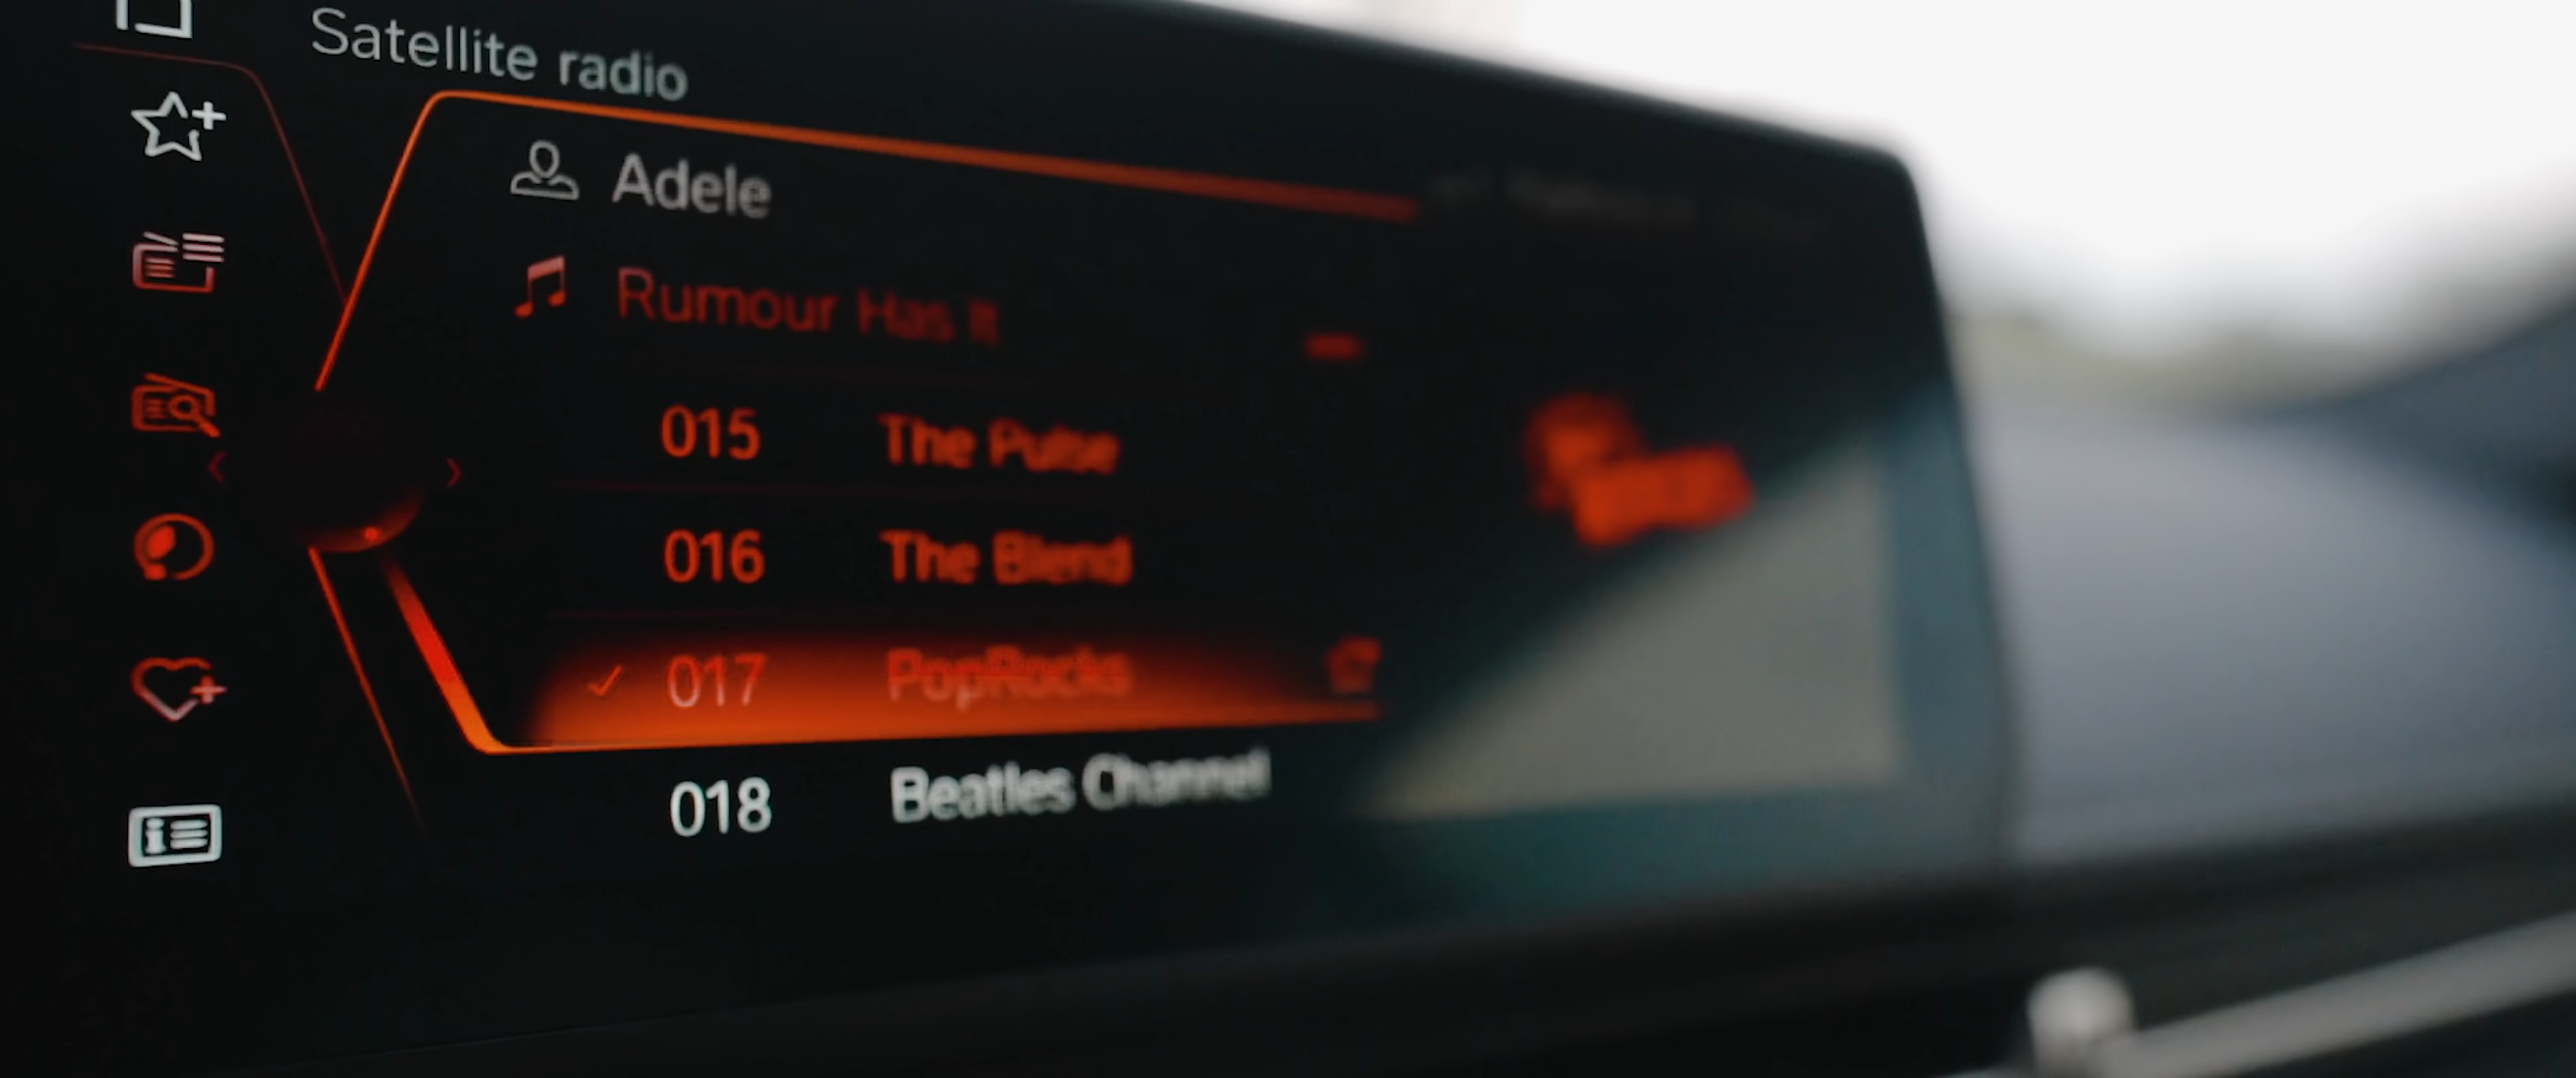 Satellite radio
Adele
Rumour Has It
015 The Pulse
016 The Blend
017 PopRocks
018 Beatles Channel